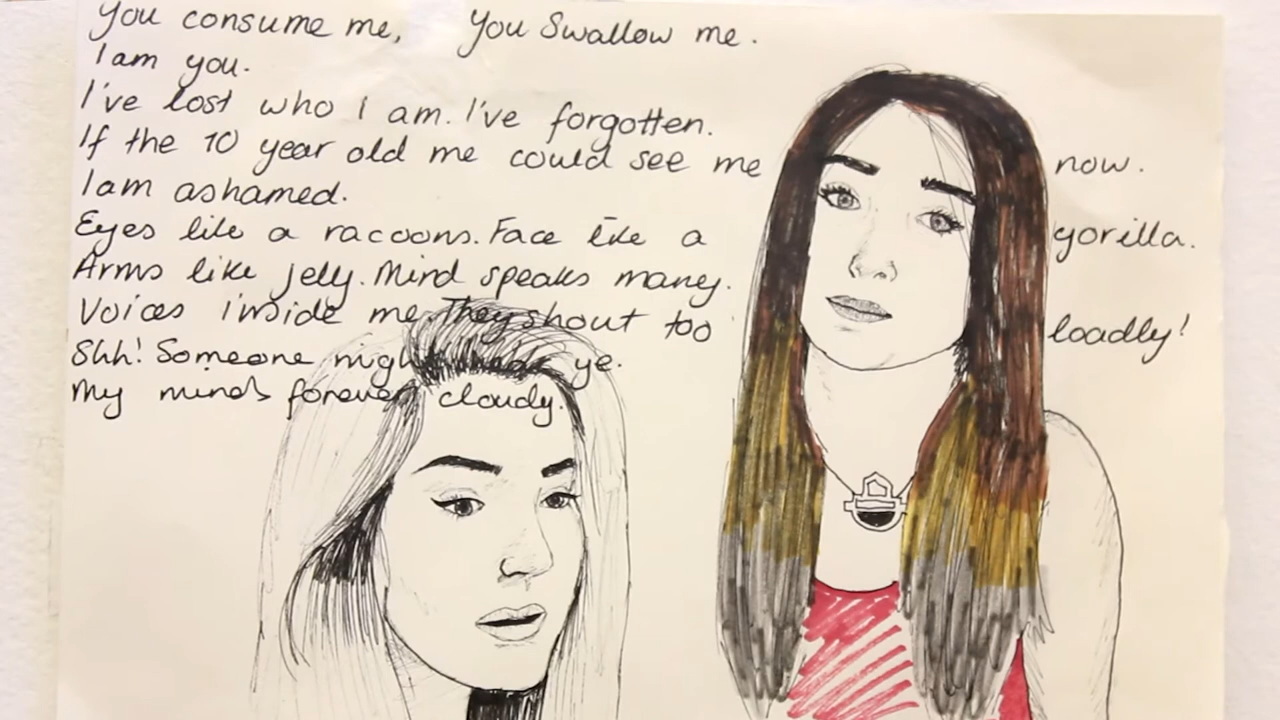 You consume me, You Swallow me.
I am you.
I've lost who I am. I've forgotten.
If the 10 year old me could see me now.
I am ashamed.
Eyes like a racoons. Face like a gorilla.
Arms like jelly. Mind speaks many.
Voices inside me they shout too loadly!
Shh! Someone might ye.
My minds forever cloudy.